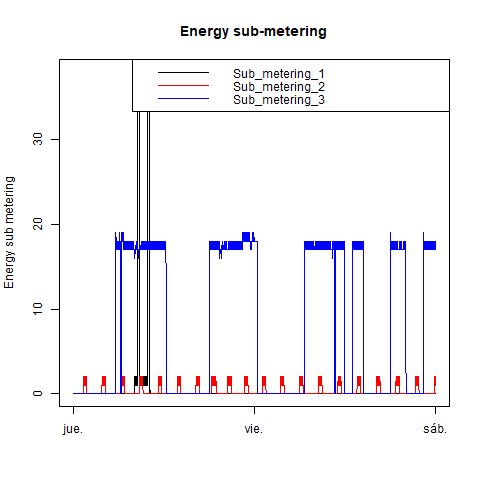 Energy sub-metering
Sub_metering_1
Sub_metering_2
Sub_metering_3
Energy sub metering
30
20
10
0
jue.
vie.
sáb.